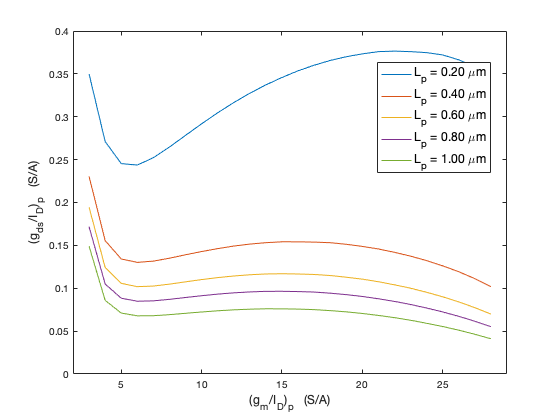 0.4
0.35
0.3
0.25
0.2
0.15
0.1
0.05
0
5
10
15
20
25
(g_ds/I_D)_p (S/A)
(g_m/I_D)_p (S/A)
L_p = 0.20 μm
L_p = 0.40 μm
L_p = 0.60 μm
L_p = 0.80 μm
L_p = 1.00 μm